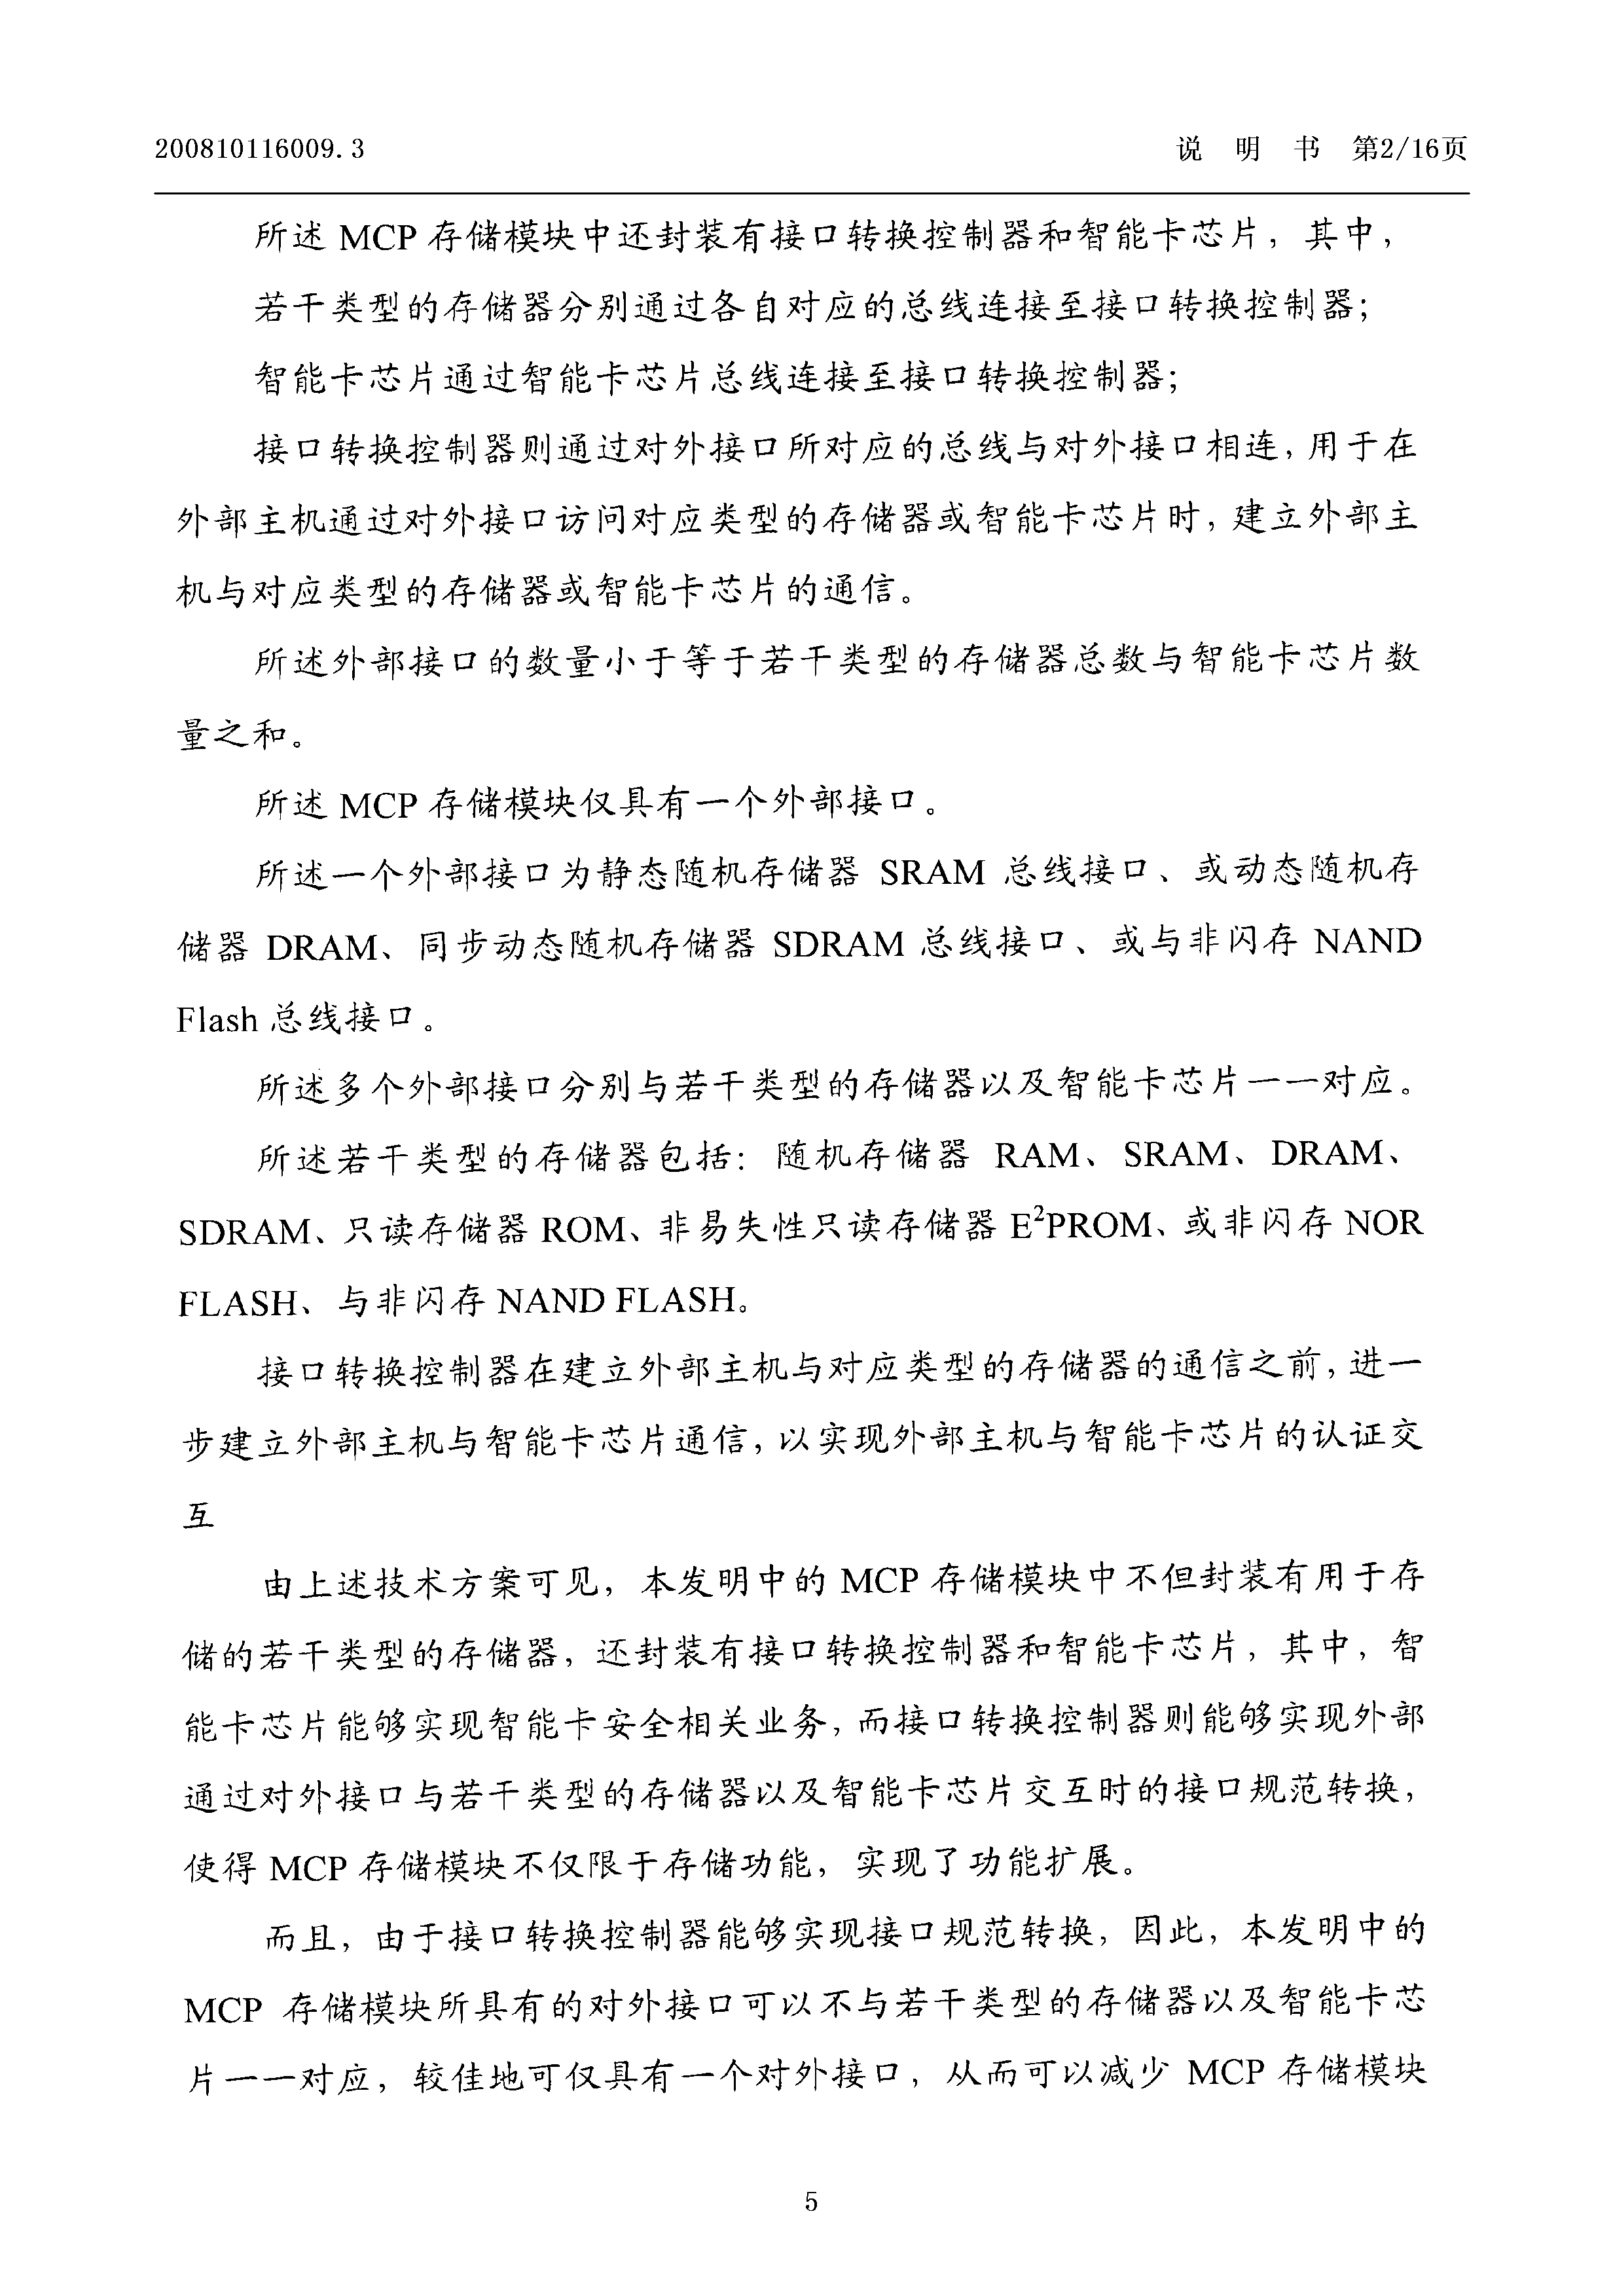 200810116009.3 说 明 书 第2/16页
所述 MCP 存储模块中还封装有接口转换控制器和智能卡芯片，其中，
若干类型的存储器分别通过各自对应的总线连接至接口转换控制器；
智能卡芯片通过智能卡芯片总线连接至接口转换控制器；
接口转换控制器则通过对外接口所对应的总线与对外接口相连，用于在
外部主机通过对外接口访问对应类型的存储器或智能卡芯片时，建立外部主
机与对应类型的存储器或智能卡芯片的通信。
所述外部接口的数量小于等于若干类型的存储器总数与智能卡芯片数
量之和。
所述 MCP 存储模块仅具有一个外部接口。
所述一个外部接口为静态随机存储器 SRAM 总线接口、或动态随机存
储器 DRAM、同步动态随机存储器 SDRAM 总线接口、或与非闪存 NAND
Flash 总线接口。
所述多个外部接口分别与若干类型的存储器以及智能卡芯片一一对应。
所述若干类型的存储器包括：随机存储器 RAM、SRAM、DRAM、
SDRAM、只读存储器 ROM、非易失性只读存储器 E²PROM、或非闪存 NOR
FLASH、与非闪存 NAND FLASH。
接口转换控制器在建立外部主机与对应类型的存储器的通信之前，进一
步建立外部主机与智能卡芯片通信，以实现外部主机与智能卡芯片的认证交
互
由上述技术方案可见，本发明中的 MCP 存储模块中不但封装有用于存
储的若干类型的存储器，还封装有接口转换控制器和智能卡芯片，其中，智
能卡芯片能够实现智能卡安全相关业务，而接口转换控制器则能够实现外部
通过对外接口与若干类型的存储器以及智能卡芯片交互时的接口规范转换，
使得 MCP 存储模块不仅限于存储功能，实现了功能扩展。
而且，由于接口转换控制器能够实现接口规范转换，因此，本发明中的
MCP 存储模块所具有的对外接口可以不与若干类型的存储器以及智能卡芯
片一一对应，较佳地可仅具有一个对外接口，从而可以减少 MCP 存储模块
5